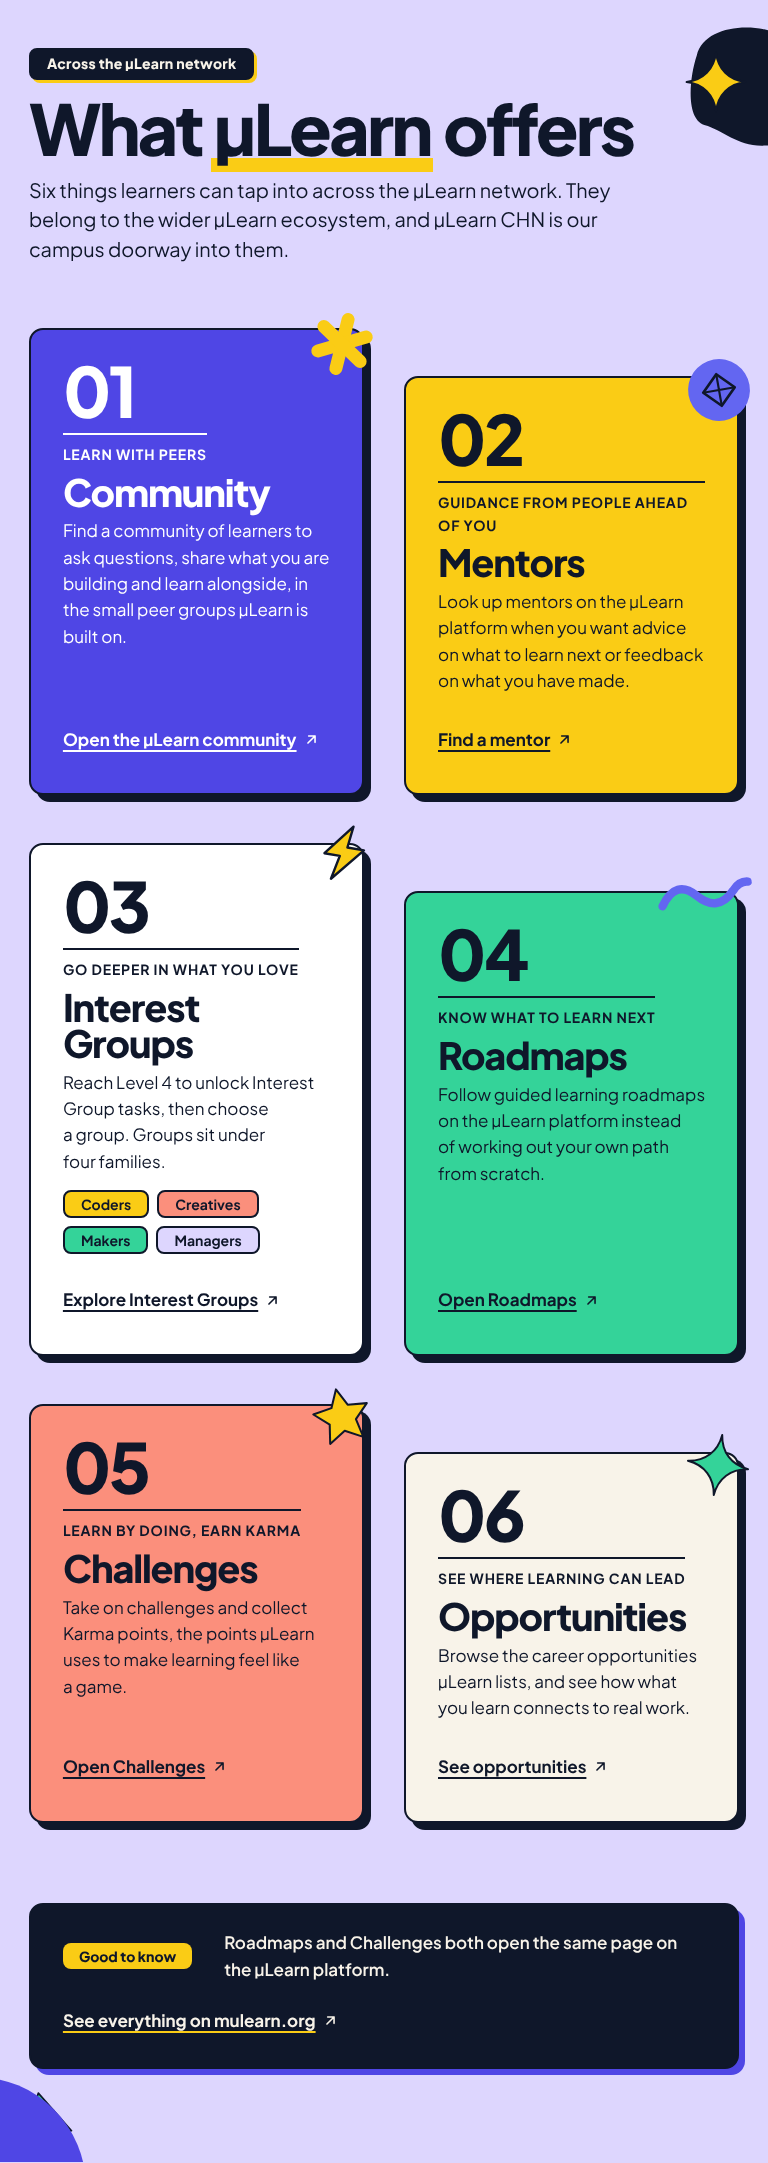 Across the µLearn network
What µLearn offers
Six things learners can tap into across the µLearn network. They
belong to the wider µLearn ecosystem, and µLearn CHN is our
campus doorway into them.
01
LEARN WITH PEERS
Community
Find a community of learners to
ask questions, share what you are
building and learn alongside, in
the small peer groups µLearn is
built on.
Open the µLearn community
02
GUIDANCE FROM PEOPLE AHEAD
OF YOU
Mentors
Look up mentors on the µLearn
platform when you want advice
on what to learn next or feedback
on what you have made.
Find a mentor
03
GO DEEPER IN WHAT YOU LOVE
Interest
Groups
Reach Level 4 to unlock Interest
Group tasks, then choose
a group. Groups sit under
four families.
Coders Creatives
Makers Managers
Explore Interest Groups
04
KNOW WHAT TO LEARN NEXT
Roadmaps
Follow guided learning roadmaps
on the µLearn platform instead
of working out your own path
from scratch.
Open Roadmaps
05
LEARN BY DOING, EARN KARMA
Challenges
Take on challenges and collect
Karma points, the points µLearn
uses to make learning feel like
a game.
Open Challenges
06
SEE WHERE LEARNING CAN LEAD
Opportunities
Browse the career opportunities
µLearn lists, and see how what
you learn connects to real work.
See opportunities
Good to know
Roadmaps and Challenges both open the same page on
the µLearn platform.
See everything on mulearn.org